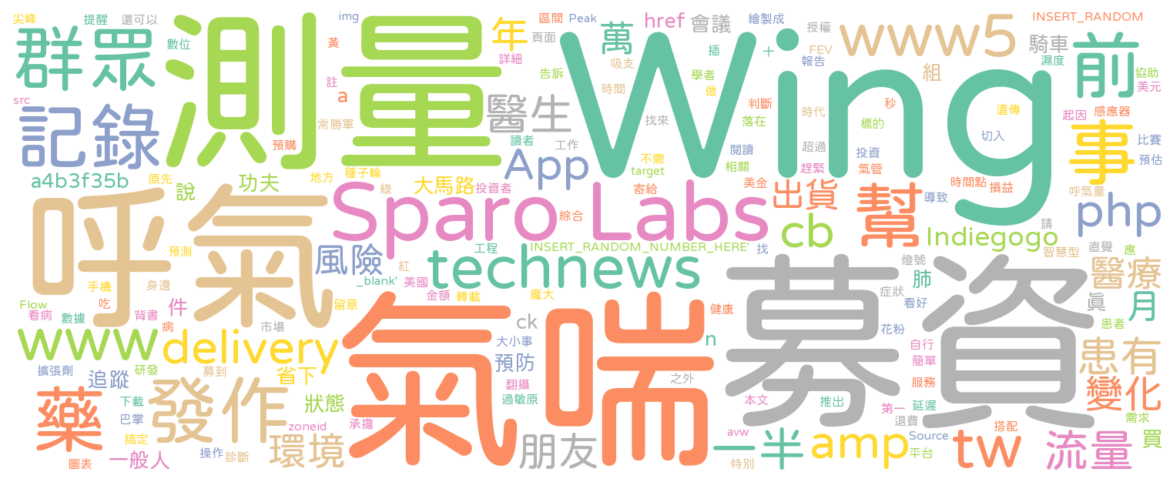 尖峰 提醒 還可以 img 黃 區間 Peak 繪製成 授權 INSERT_RANDOM
群眾 測量 Wing 年 頁面 萬 href 會議 www5 騎車 前
數位 註 詳細 告訴 吸支 插 十 報告 FEV 組 濕度 協助 美元
src 記錄 a 醫生 時間 學者 做 判斷 秒 時代 遺傳 起因 感應器
常勝軍 預購 讀者 工作 找來 落在 標的 切入 事 比賽 預估
a4b3f35b 原先 說 功夫 地方 種子輪 大馬路 App 不需 target 閱讀 相關 超過 趕緊 投資 氣管
呼氣 Sparo Labs 投資者 綠 綜合 寄給 美金 出貨 導致 幫 時間點 損益 呼氣量 php
預測 風險 工程 INSERT_RANDOM_NUMBER_HERE' 找 cb Indiegogo 請 直覺 應 智慧型
手機 身邊 紅 _blank' 美國 technews 燈號 肺 醫療
Flow 看病 數據 吃 背書 件 留意 金額 轉載 龐大 健康 募資 症狀 看好 真 月 患者
www 病 市場 delivery 氣喘 ck 大小事 n 花粉 患有
擴張劑 研發 追蹤 募到 省下 預防 之外 自行 簡單 變化
藥 下載 巴掌 發作 狀態 翻攝 過敏原 本文 推出 服務 第一 延遲 需求
搞定 zoneid 承擔 朋友 avw 一半 退費 搭配 買
圖表 一般人 操作 診斷 環境 特別 amp Source 平台 tw 流量